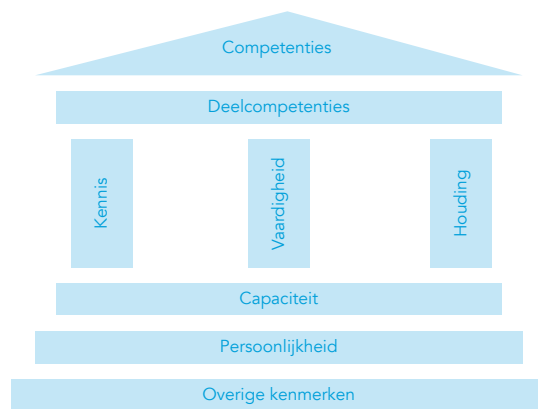 Competenties
Deelcompetenties
Kennis
Vaardigheid
Houding
Capaciteit
Persoonlijkheid
Overige kenmerken